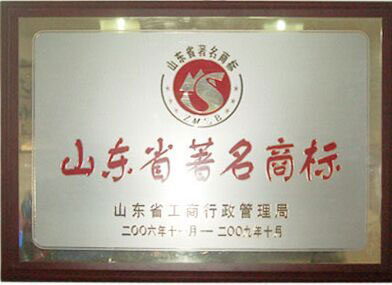 山东省著名商标
ZMSB
山东省著名商标
山东省工商行政管理局
二〇〇六年十一月—二〇〇九年十月